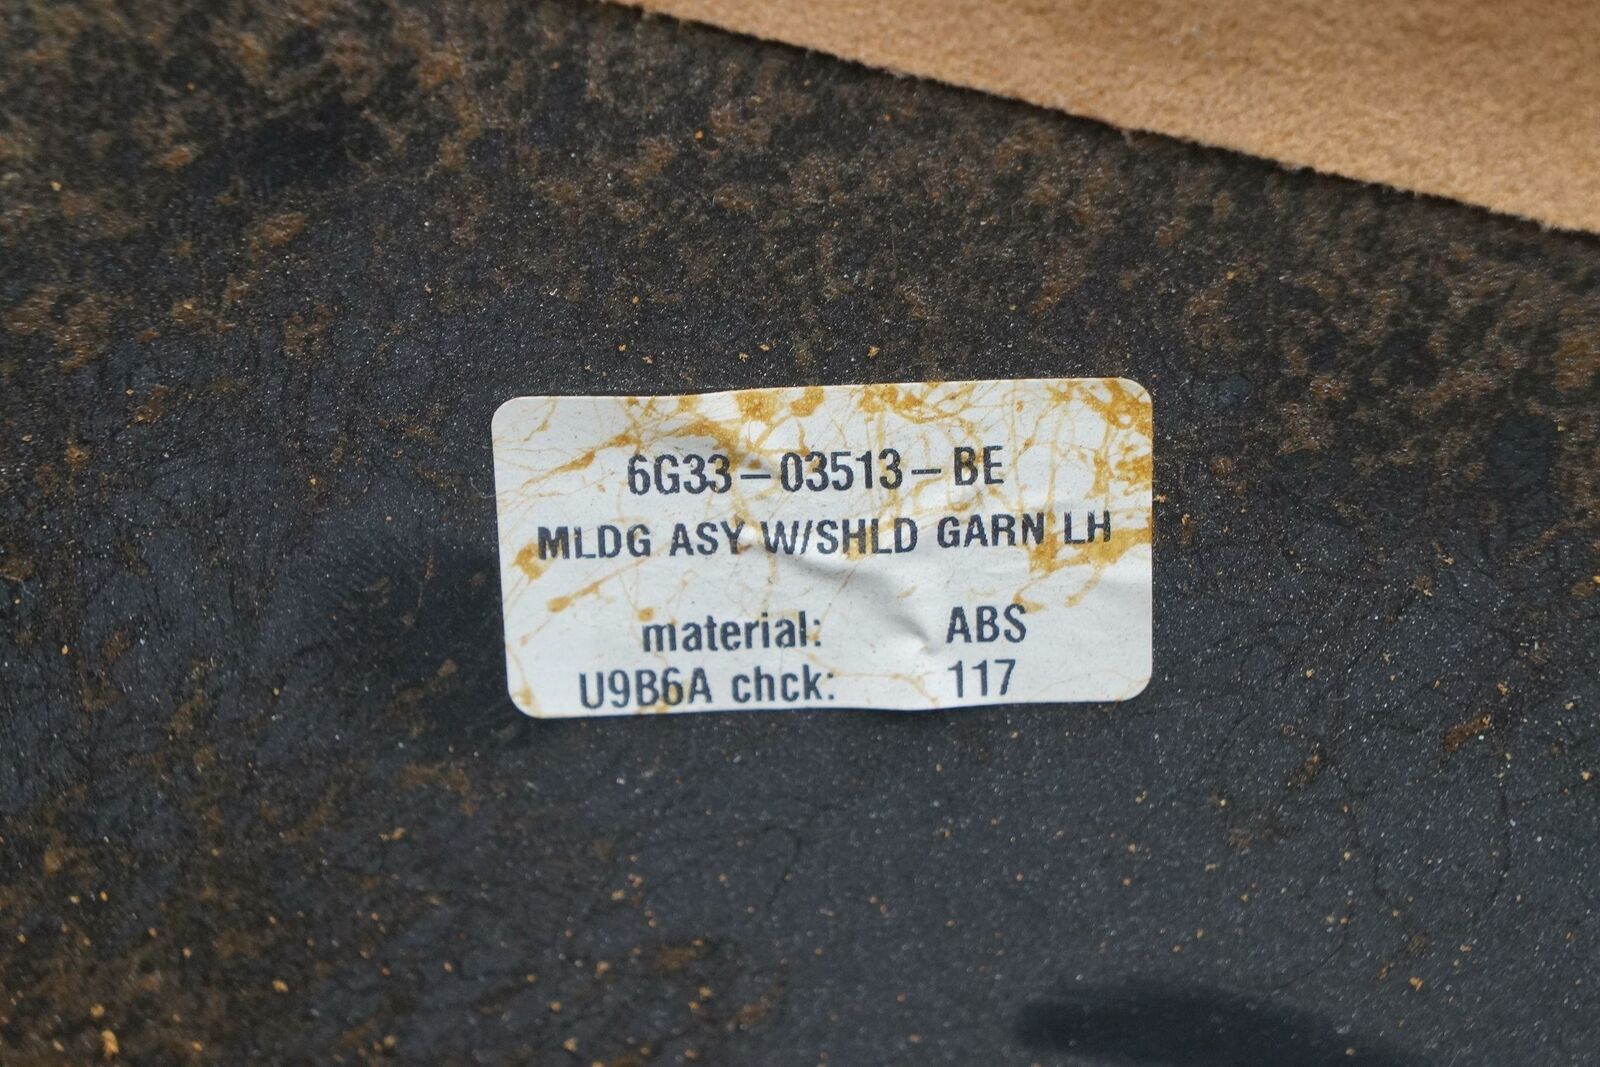 6G33-03513-BE
MLDG ASY W/SHLD GARN LH
material: ABS
U9B6A chck: 117